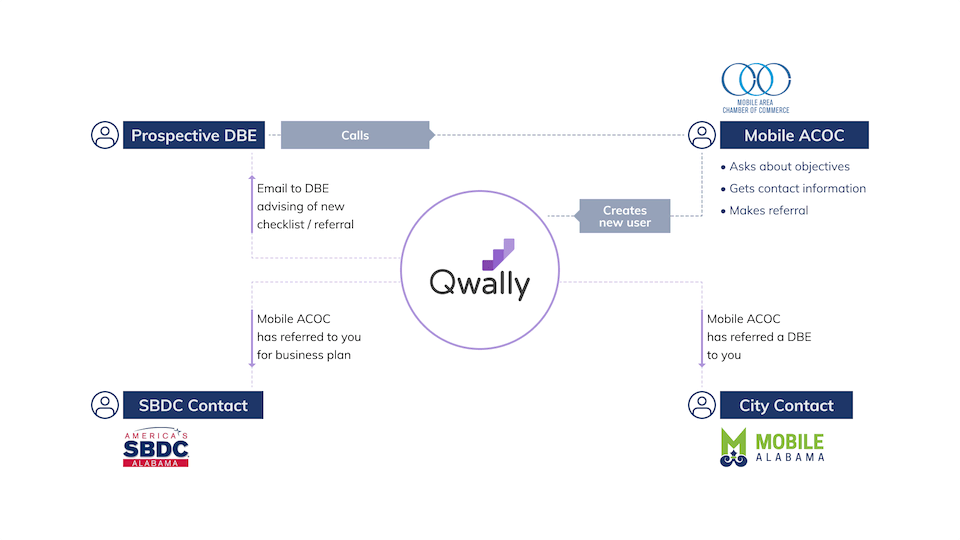 MOBILE AREA
CHAMBER OF COMMERCE
Prospective DBE
Calls
Mobile ACOC
• Asks about objectives
• Gets contact information
• Makes referral
Email to DBE
advising of new
checklist / referral
Creates
new user
Qwally
Mobile ACOC
has referred to you
for business plan
Mobile ACOC
has referred a DBE
to you
SBDC Contact
City Contact
AMERICA'S
SBDC
ALABAMA
MOBILE
ALABAMA